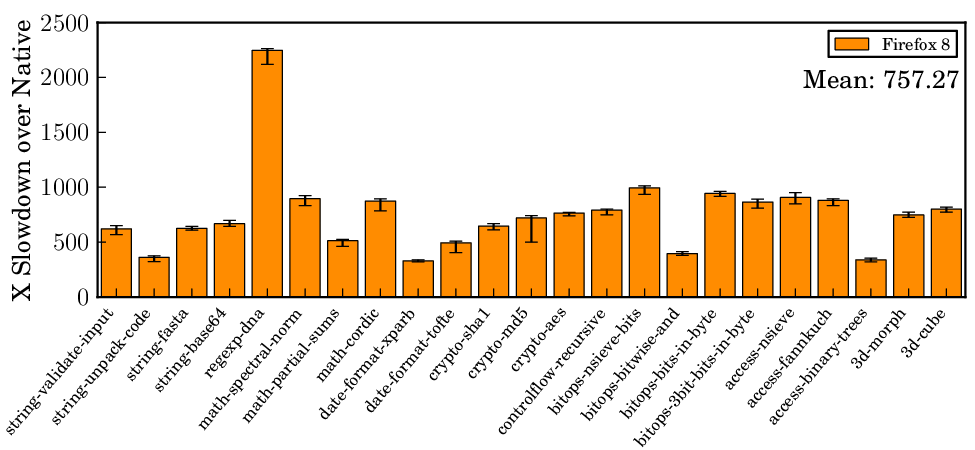 X Slowdown over Native
2500
2000
1500
1000
500
0
Firefox 8
Mean: 757.27
string-validate-input
string-unpack-code
string-fasta
string-base64
regexp-dna
math-spectral-norm
math-partial-sums
math-cordic
date-format-xparb
date-format-tofte
crypto-sha1
crypto-md5
crypto-aes
controlflow-recursive
bitops-nsieve-bits
bitops-bitwise-and
bitops-bits-in-byte
bitops-3bit-bits-in-byte
access-nsieve
access-fannkuch
access-binary-trees
3d-morph
3d-cube